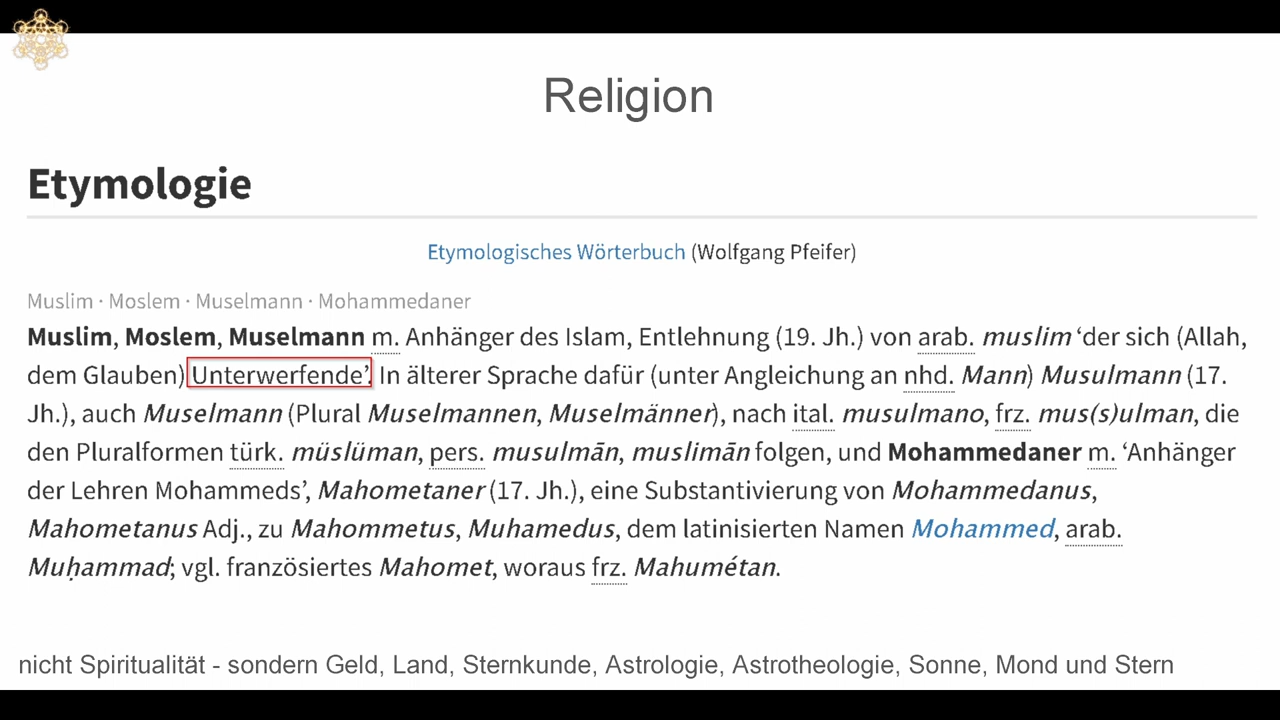 Religion
Etymologie
Etymologisches Wörterbuch (Wolfgang Pfeifer)
Muslim · Moslem · Muselmann · Mohammedaner
Muslim, Moslem, Muselmann m. Anhänger des Islam, Entlehnung (19. Jh.) von arab. muslim ‘der sich (Allah,
dem Glauben) Unterwerfende’. In älterer Sprache dafür (unter Angleichung an nhd. Mann) Musulmann (17.
Jh.), auch Muselmann (Plural Muselmannen, Muselmänner), nach ital. musulmano, frz. mus(s)ulman, die
den Pluralformen türk. müslüman, pers. musulmān, muslimān folgen, und Mohammedaner m. ‘Anhänger
der Lehren Mohammeds’, Mahometaner (17. Jh.), eine Substantivierung von Mohammedanus,
Mahometanus Adj., zu Mahommetus, Muhamedus, dem latinisierten Namen Mohammed, arab.
Muḥammad; vgl. französiertes Mahomet, woraus frz. Mahumétan.
nicht Spiritualität - sondern Geld, Land, Sternkunde, Astrologie, Astrotheologie, Sonne, Mond und Stern